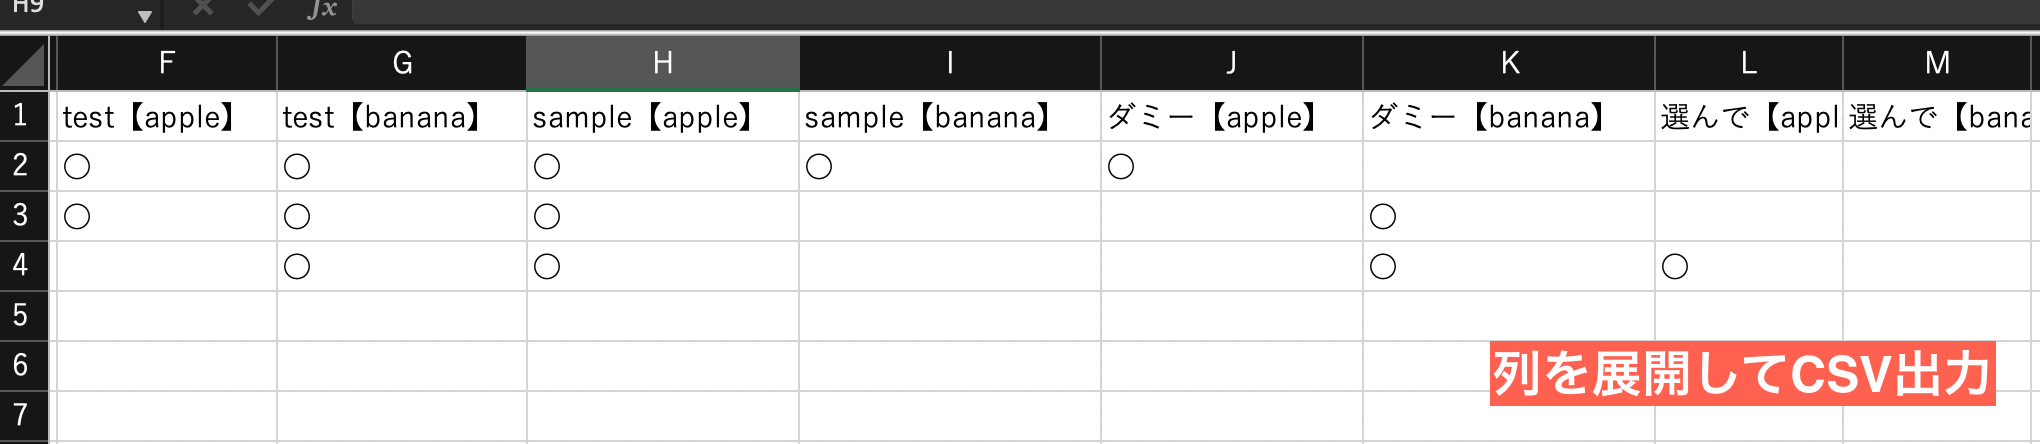 H9 fx
F G H I J K L M
1 test【apple】 test【banana】 sample【apple】 sample【banana】 ダミー【apple】 ダミー【banana】 選んで【appl 選んで【bana
2 ○ ○ ○ ○ ○
3 ○ ○ ○ ○
4 ○ ○ ○ ○
5
6
列を展開してCSV出力
7